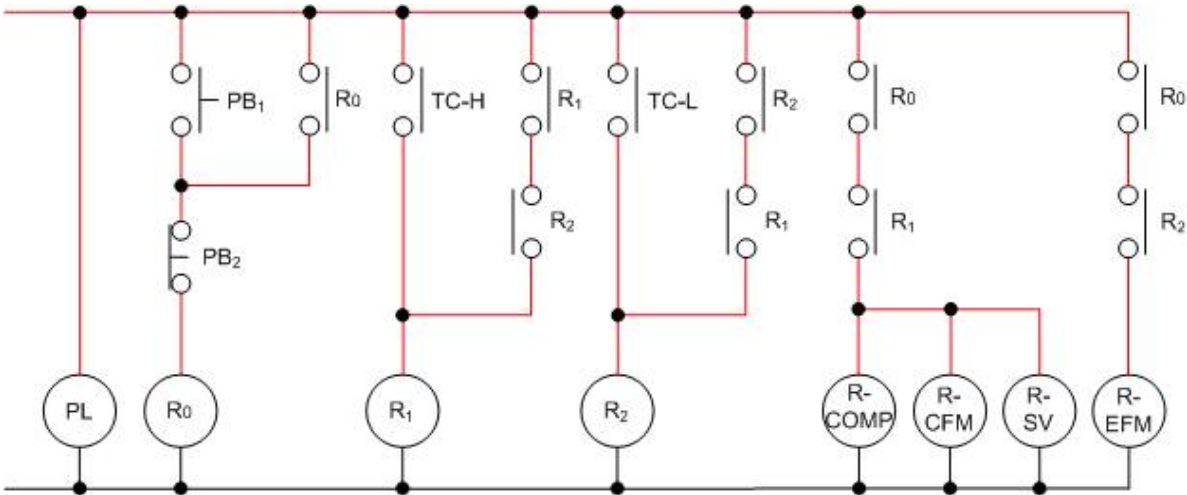 PB₁
R₀
TC-H
R₁
TC-L
R₂
R₀
R₀
R₂
R₁
R₁
R₂
PB₂
PL
R₀
R₁
R₂
R-
COMP
R-
CFM
R-
SV
R-
EFM